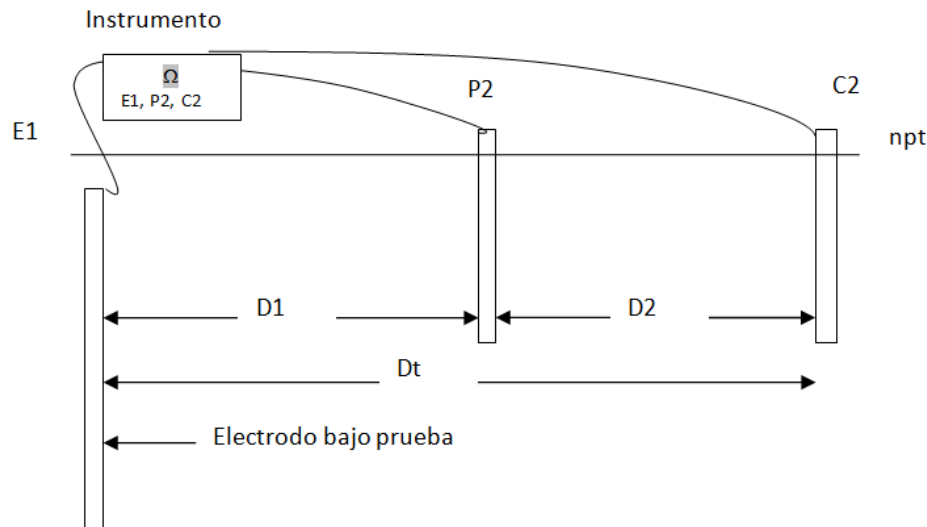 Instrumento
Ω
E1, P2, C2
P2
C2
E1
npt
D1
D2
Dt
Electrodo bajo prueba